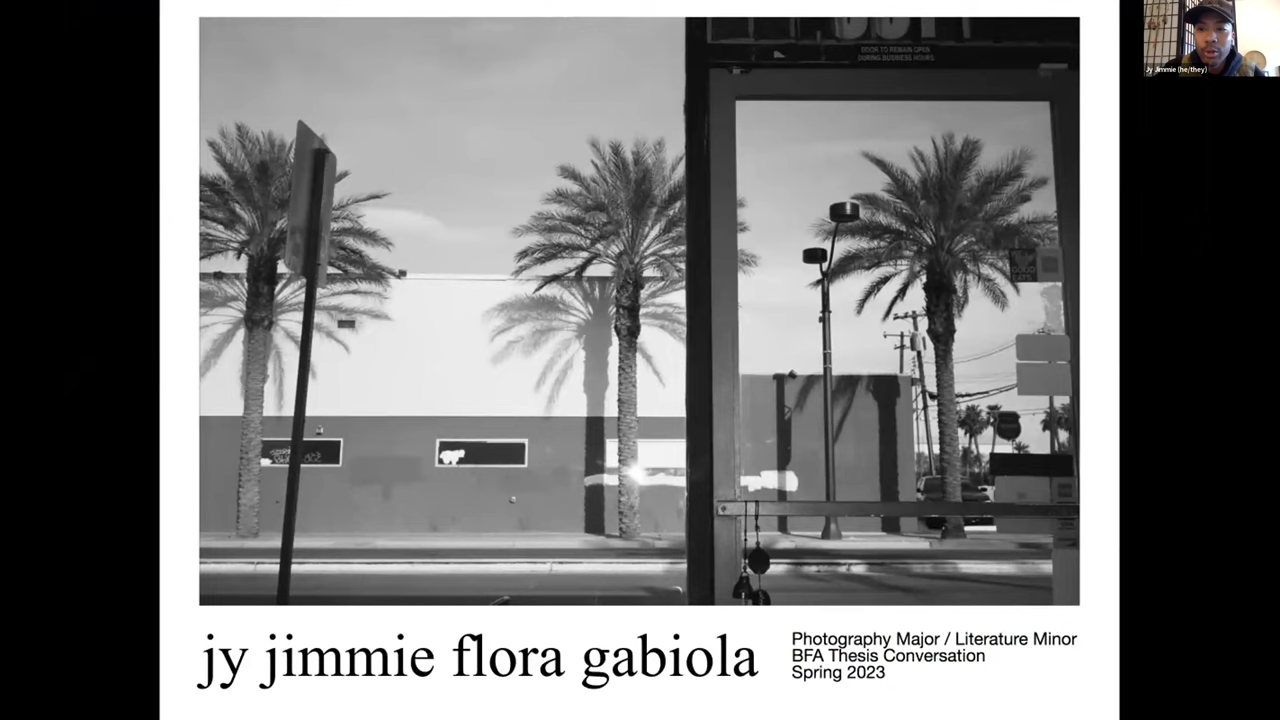 DOOR TO REMAIN OPEN
DURING BUSINESS HOURS
Jy Jimmie (he/they)
jy jimmie flora gabiola
Photography Major / Literature Minor
BFA Thesis Conversation
Spring 2023